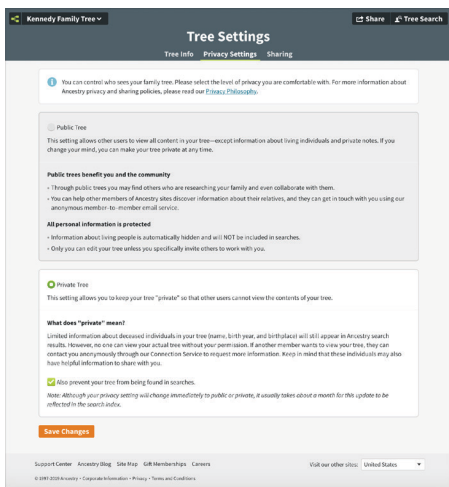 Kennedy Family Tree
Share
Tree Search
Tree Settings
Tree Info Privacy Settings Sharing
You can control who sees your family tree. Please select the level of privacy you are comfortable with. For more information about
Ancestry privacy and sharing policies, please read our Privacy Philosophy.
Public Tree
This setting allows other users to view all content in your tree—except information about living individuals and private notes. If you
change your mind, you can make your tree private at any time.
Public trees benefit you and the community
• Through public trees you may find others who are researching your family and even collaborate with them.
• You can help other members of Ancestry sites discover information about their relatives, and they can get in touch with you using our
anonymous member-to-member email service.
All personal information is protected
• Information about living people is automatically hidden and will NOT be included in searches.
• Only you can edit your tree unless you specifically invite others to work with you.
Private Tree
This setting allows you to keep your tree "private" so that other users cannot view the contents of your tree.
What does "private" mean?
Limited information about deceased individuals in your tree (name, birth year, and birthplace) will still appear in Ancestry search
results. However, no one can view your actual tree without your permission. If another member wants to view your tree, they can
contact you anonymously through our Connection Service to request more information. Keep in mind that these individuals may also
have helpful information to share with you.
Also prevent your tree from being found in searches.
Note: Although your privacy setting will change immediately to public or private, it usually takes about a month for this update to be
reflected in the search index.
Save Changes
Support Center Ancestry Blog Site Map Gift Memberships Careers
Visit our other sites: United States
© 1997-2019 Ancestry • Corporate Information • Privacy • Terms and Conditions